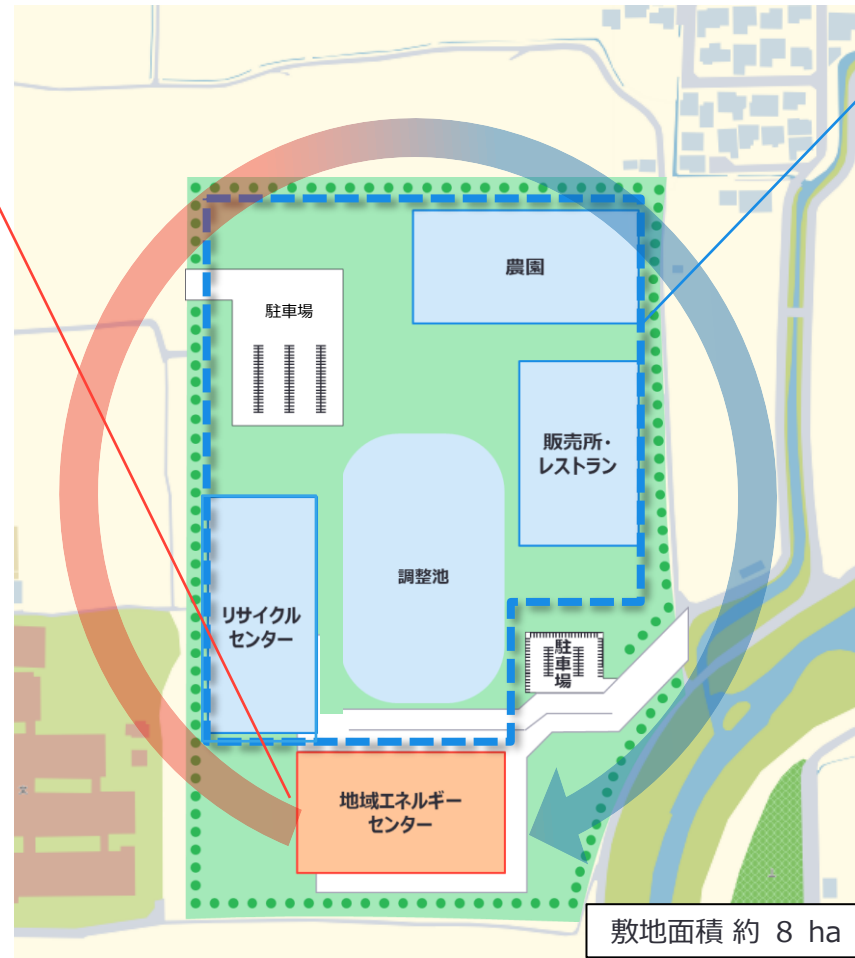 農園
駐車場
販売所・
レストラン
調整池
リサイクル
センター
駐車場
地域エネルギー
センター
敷地面積 約 8 ha